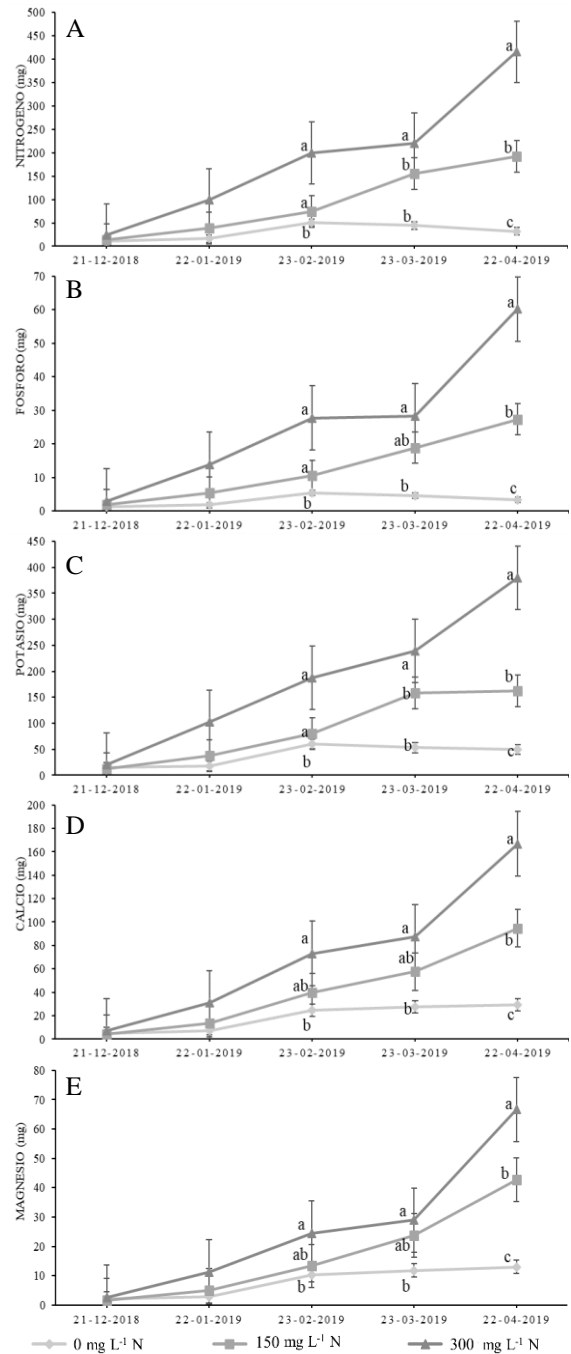 A
NITROGENO (mg)
500
450
400
350
300
250
200
150
100
50
0
a
a
a
b
b
a
b
b
c
21-12-2018 22-01-2019 23-02-2019 23-03-2019 22-04-2019
B
FOSFORO (mg)
70
60
50
40
30
20
10
0
a
a
a
b
ab
a
b
b
c
21-12-2018 22-01-2019 23-02-2019 23-03-2019 22-04-2019
C
POTASIO (mg)
450
400
350
300
250
200
150
100
50
0
a
a
a
b
b
a
b
b
c
21-12-2018 22-01-2019 23-02-2019 23-03-2019 22-04-2019
D
CALCIO (mg)
200
180
160
140
120
100
80
60
40
20
0
a
a
a
b
ab
ab
b
b
c
21-12-2018 22-01-2019 23-02-2019 23-03-2019 22-04-2019
E
MAGNESIO (mg)
80
70
60
50
40
30
20
10
0
a
b
a
a
ab
ab
c
b
b
21-12-2018 22-01-2019 23-02-2019 23-03-2019 22-04-2019
0 mg L-1 N 150 mg L-1 N 300 mg L-1 N